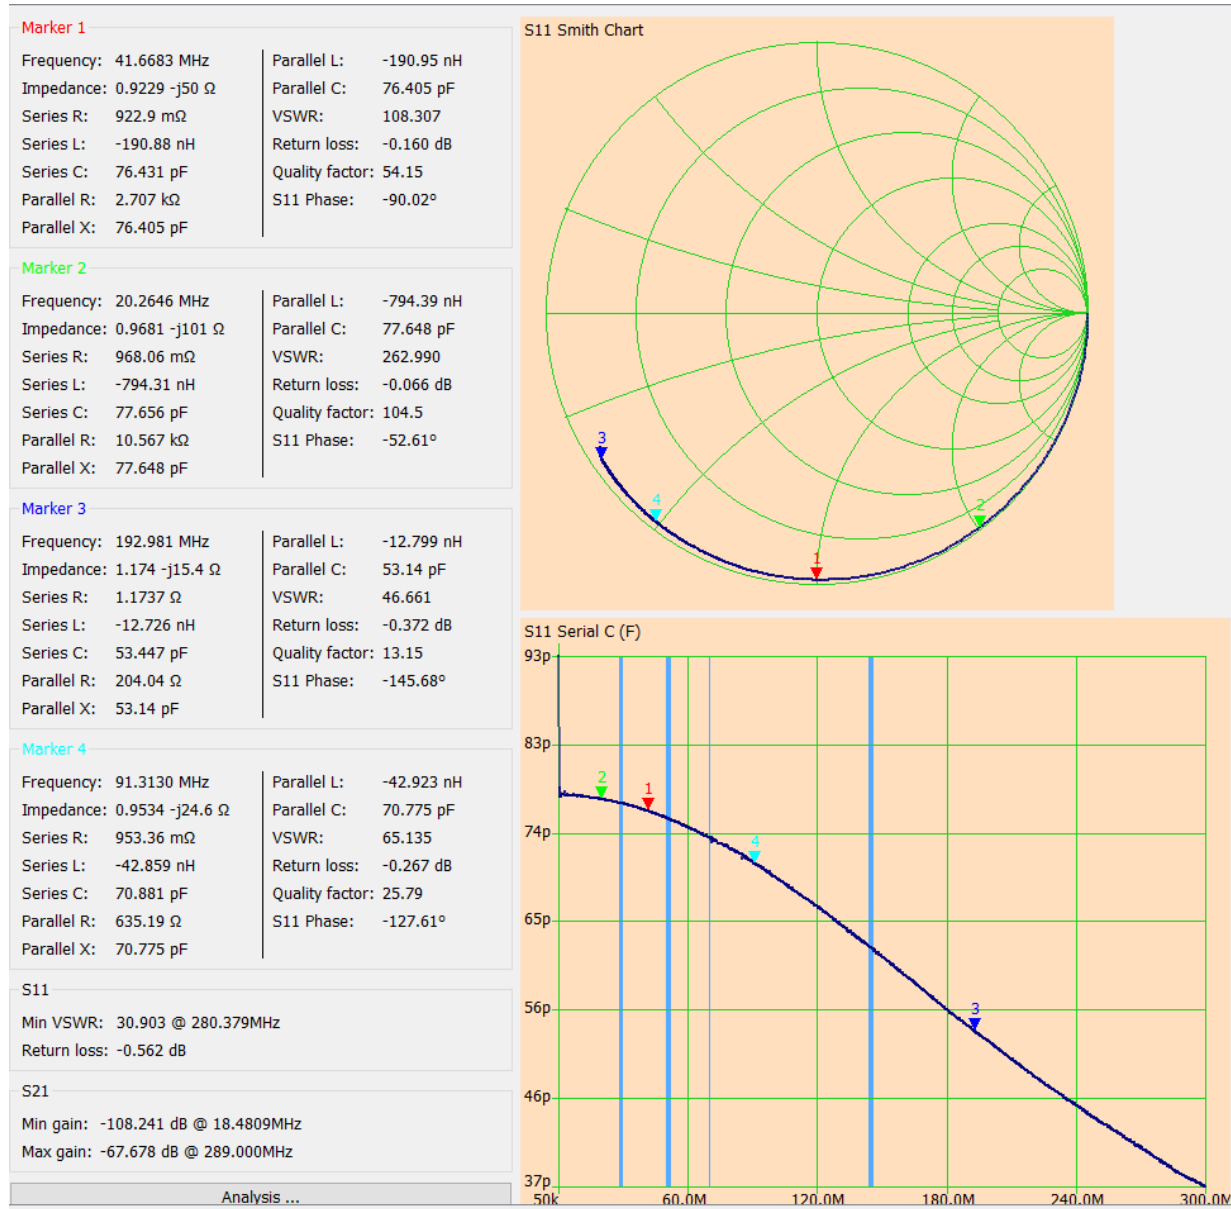 Marker 1
Frequency: 41.6683 MHz Parallel L: -190.95 nH
Impedance: 0.9229 -j50 Ω Parallel C: 76.405 pF
Series R: 922.9 mΩ VSWR: 108.307
Series L: -190.88 nH Return loss: -0.160 dB
Series C: 76.431 pF Quality factor: 54.15
Parallel R: 2.707 kΩ S11 Phase: -90.02°
Parallel X: 76.405 pF
Marker 2
Frequency: 20.2646 MHz Parallel L: -794.39 nH
Impedance: 0.9681 -j101 Ω Parallel C: 77.648 pF
Series R: 968.06 mΩ VSWR: 262.990
Series L: -794.31 nH Return loss: -0.066 dB
Series C: 77.656 pF Quality factor: 104.5
Parallel R: 10.567 kΩ S11 Phase: -52.61°
Parallel X: 77.648 pF
Marker 3
Frequency: 192.981 MHz Parallel L: -12.799 nH
Impedance: 1.174 -j15.4 Ω Parallel C: 53.14 pF
Series R: 1.1737 Ω VSWR: 46.661
Series L: -12.726 nH Return loss: -0.372 dB
Series C: 53.447 pF Quality factor: 13.15
Parallel R: 204.04 Ω S11 Phase: -145.68°
Parallel X: 53.14 pF
Marker 4
Frequency: 91.3130 MHz Parallel L: -42.923 nH
Impedance: 0.9534 -j24.6 Ω Parallel C: 70.775 pF
Series R: 953.36 mΩ VSWR: 65.135
Series L: -42.859 nH Return loss: -0.267 dB
Series C: 70.881 pF Quality factor: 25.79
Parallel R: 635.19 Ω S11 Phase: -127.61°
Parallel X: 70.775 pF
S11
Min VSWR: 30.903 @ 280.379MHz
Return loss: -0.562 dB
S21
Min gain: -108.241 dB @ 18.4809MHz
Max gain: -67.678 dB @ 289.000MHz
Analysis ...
S11 Smith Chart
3
4
2
1
S11 Serial C (F)
93p
83p
2
1
74p
4
65p
56p
3
46p
37p
50k 60.0M 120.0M 180.0M 240.0M 300.0M